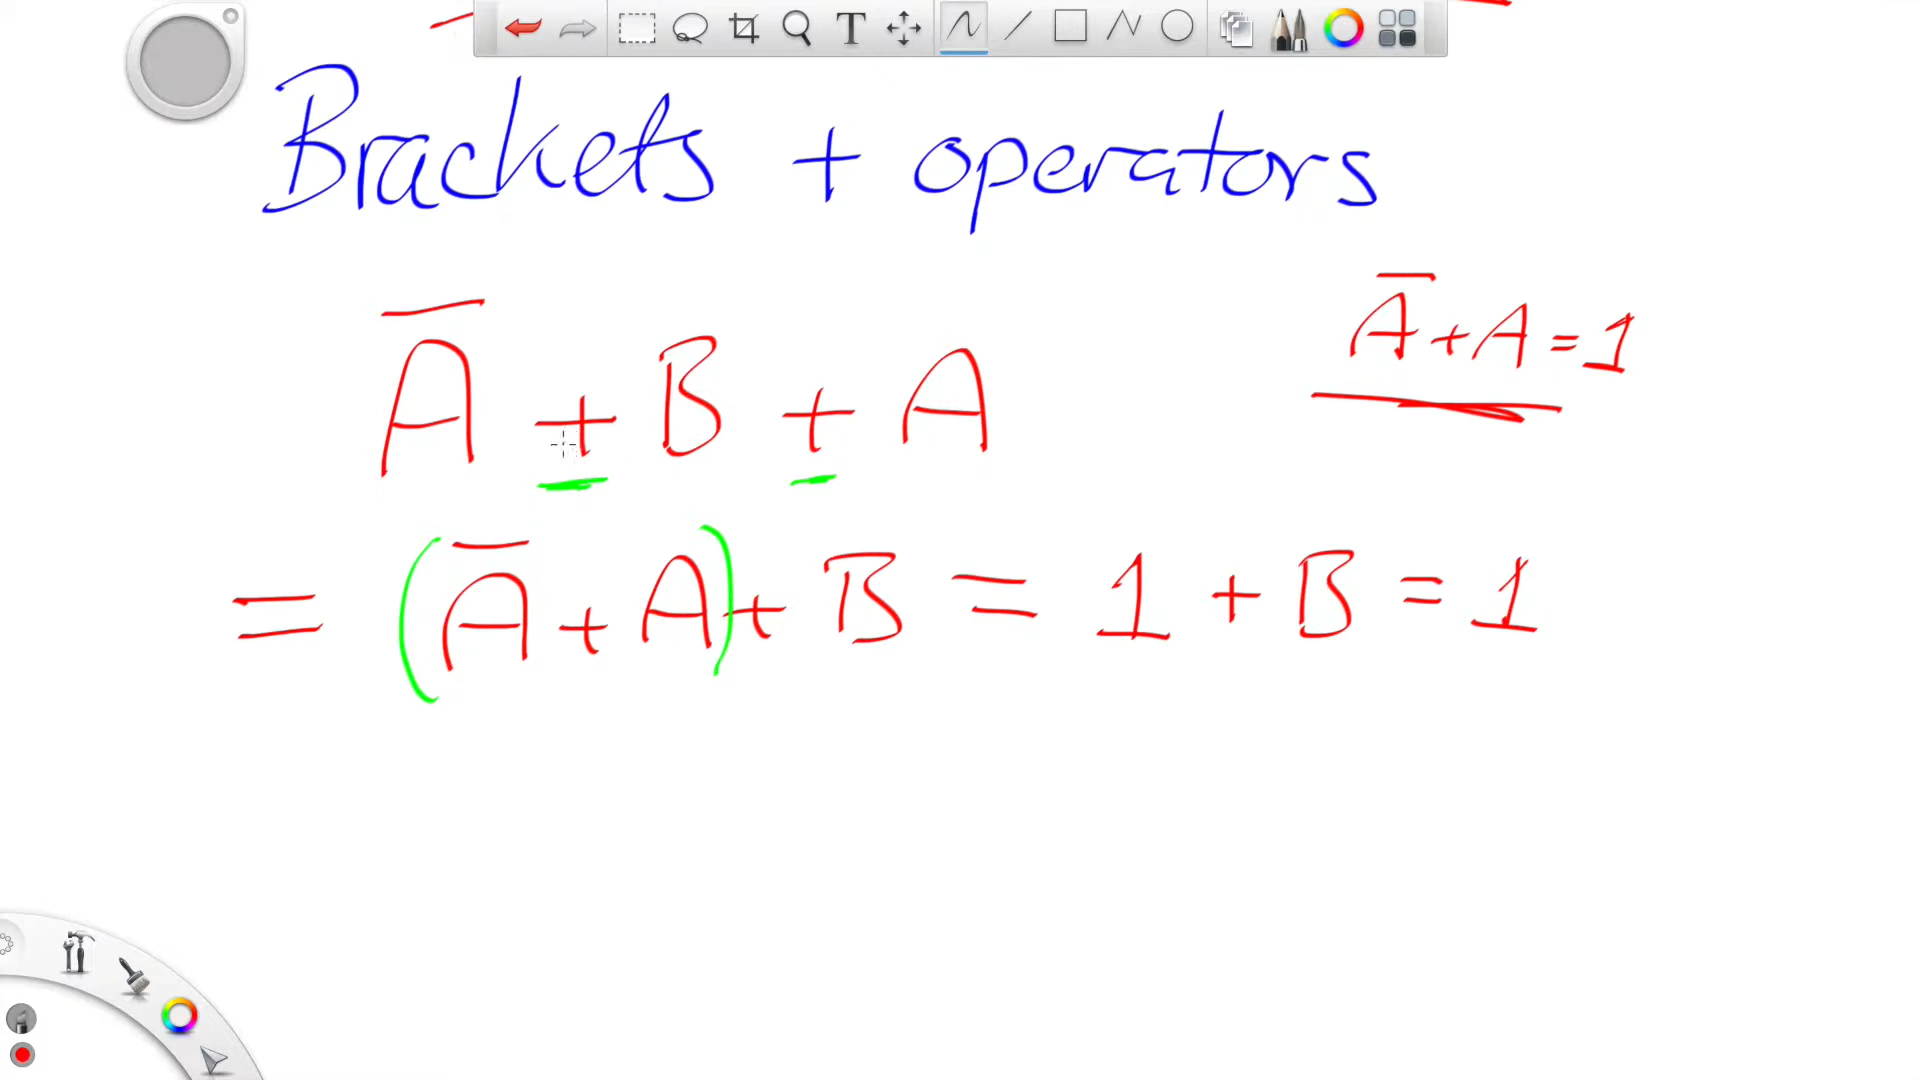 Brackets + operators
A̅ + B + A
A̅ + A = 1
= (A̅ + A) + B = 1 + B = 1